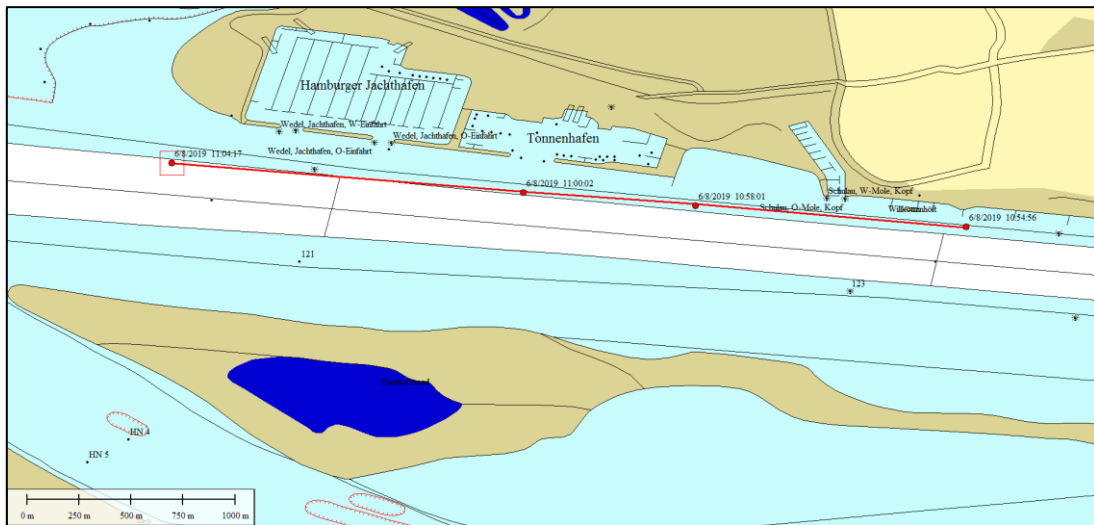 Hamburger Jachthafen
Wedel, Jachthafen, W-Einfahrt
Wedel, Jachthafen, O-Einfahrt
Tonnenhafen
Wedel, Jachthafen, O-Einfahrt
6/8/2019 11:04:17
6/8/2019 11:00:02
6/8/2019 10:58:01
Schulau, W-Mole, Kopf
Schulau, O-Mole, Kopf
6/8/2019 10:54:56
121
123
HN 4
HN 5
0 m 250 m 500 m 750 m 1000 m